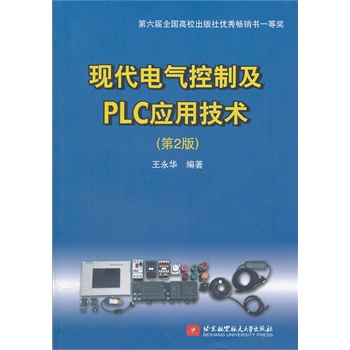 第六届全国高校出版社优秀畅销书一等奖
现代电气控制及
PLC应用技术
(第2版)
王永华 编著
北京航空航天大学出版社
BEIHANG UNIVERSITY PRESS